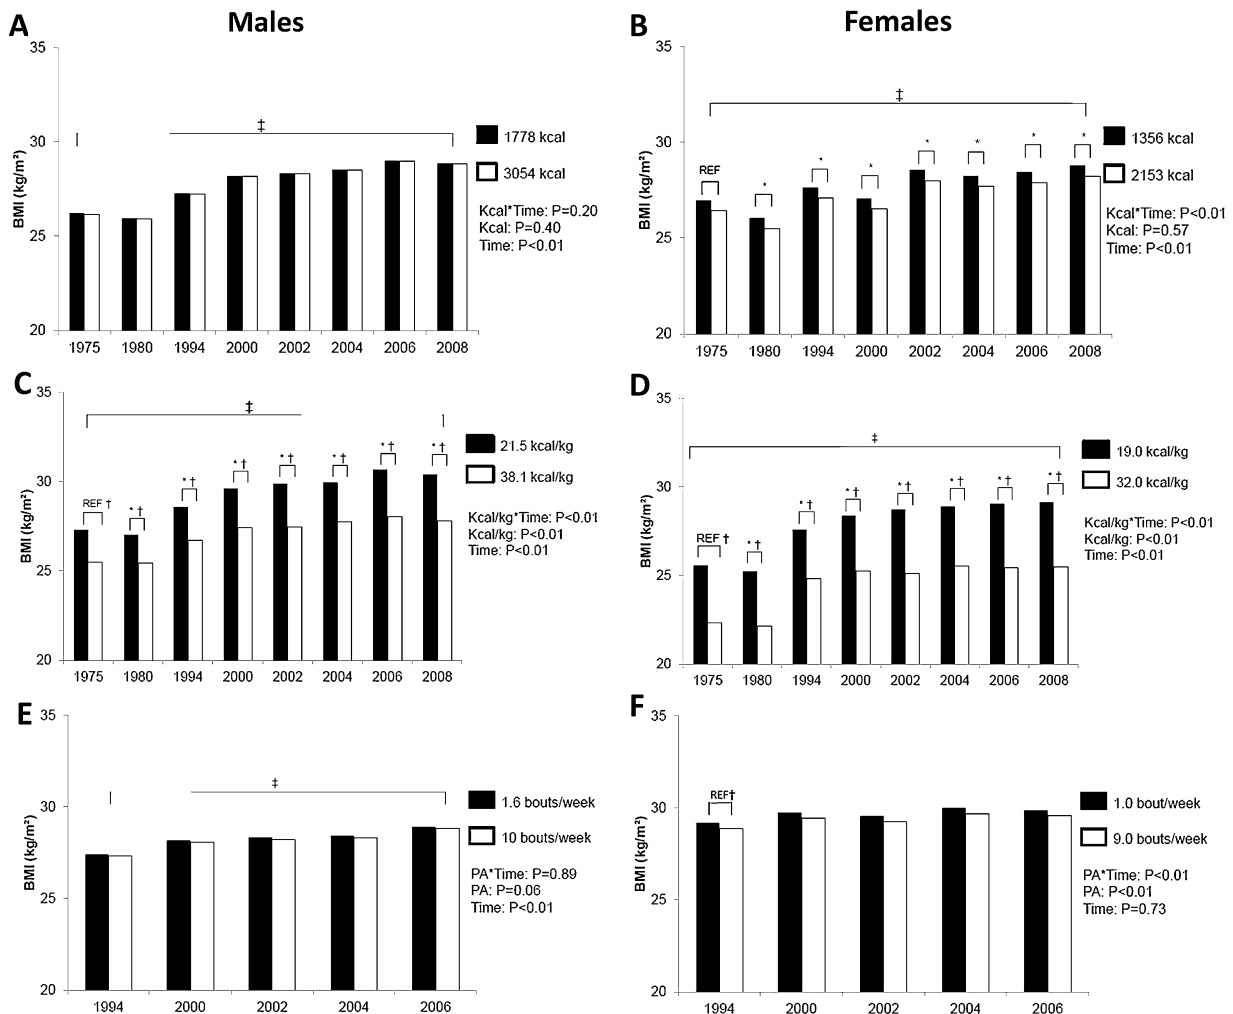 A Males
35
30
25
20
BMI (kg/m²)
‡
1778 kcal
3054 kcal
Kcal*Time: P=0.20
Kcal: P=0.40
Time: P<0.01
1975 1980 1994 2000 2002 2004 2006 2008
B Females
35
30
25
20
BMI (kg/m²)
‡
REF * * * * * * *
1356 kcal
2153 kcal
Kcal*Time: P<0.01
Kcal: P=0.57
Time: P<0.01
1975 1980 1994 2000 2002 2004 2006 2008
C
35
30
25
20
BMI (kg/m²)
‡
REF † * † * † * † * † * † * † * †
21.5 kcal/kg
38.1 kcal/kg
Kcal/kg*Time: P<0.01
Kcal/kg: P<0.01
Time: P<0.01
1975 1980 1994 2000 2002 2004 2006 2008
D
35
30
25
20
BMI (kg/m²)
‡
REF † * † * † * † * † * † * † * †
19.0 kcal/kg
32.0 kcal/kg
Kcal/kg*Time: P<0.01
Kcal/kg: P<0.01
Time: P<0.01
1975 1980 1994 2000 2002 2004 2006 2008
E
35
30
25
20
BMI (kg/m²)
‡
1.6 bouts/week
10 bouts/week
PA*Time: P=0.89
PA: P=0.06
Time: P<0.01
1994 2000 2002 2004 2006
F
35
30
25
20
BMI (kg/m²)
REF†
1.0 bout/week
9.0 bouts/week
PA*Time: P<0.01
PA: P<0.01
Time: P=0.73
1994 2000 2002 2004 2006